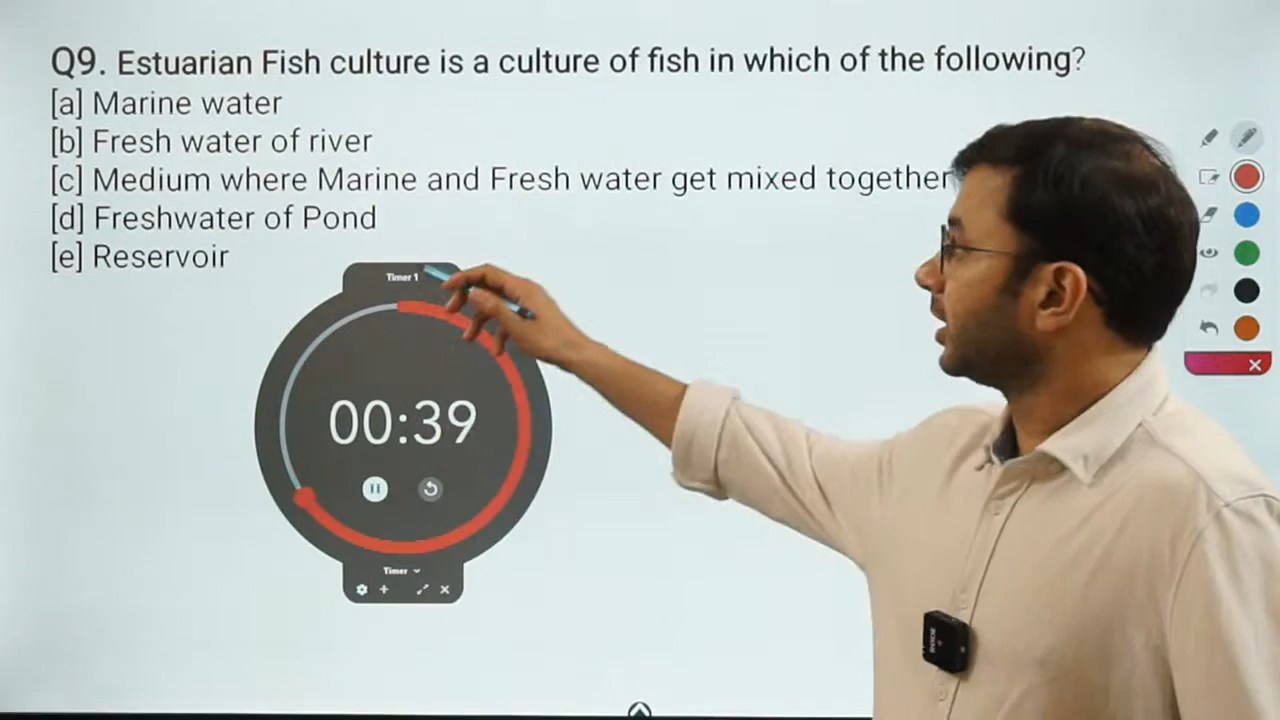 Q9. Estuarian Fish culture is a culture of fish in which of the following?
[a] Marine water
[b] Fresh water of river
[c] Medium where Marine and Fresh water get mixed together
[d] Freshwater of Pond
[e] Reservoir
Timer 1
00:39
Timer